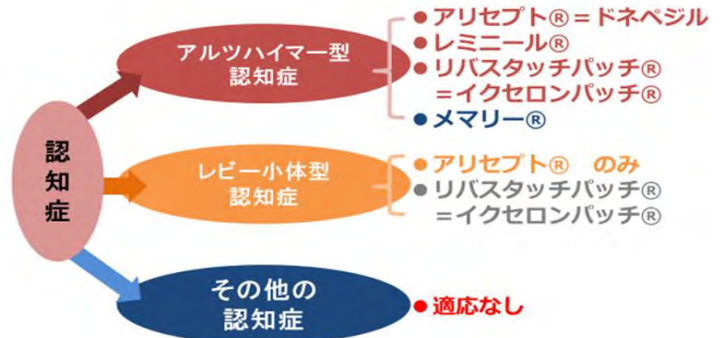 認知症
アルツハイマー型
認知症
●アリセプト®=ドネペジル
●レミニール®
●リバスタッチパッチ®
=イクセロンパッチ®
●メマリー®
レビー小体型
認知症
●アリセプト® のみ
●リバスタッチパッチ®
=イクセロンパッチ®
その他の
認知症
●適応なし